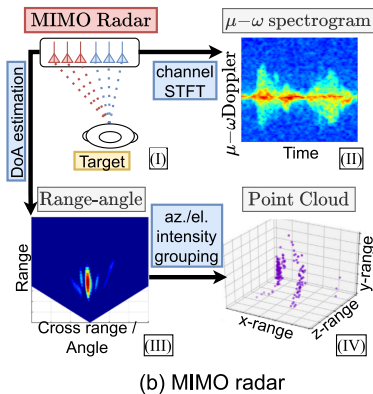 MIMO Radar
μ−ω spectrogram
channel
STFT
DoA estimation
μ−ωDoppler
Target
(I)
Time
(II)
Range-angle
az./el.
intensity
grouping
Point Cloud
Range
Cross range /
Angle
(III)
x-range
z-range
y-range
(IV)
(b) MIMO radar